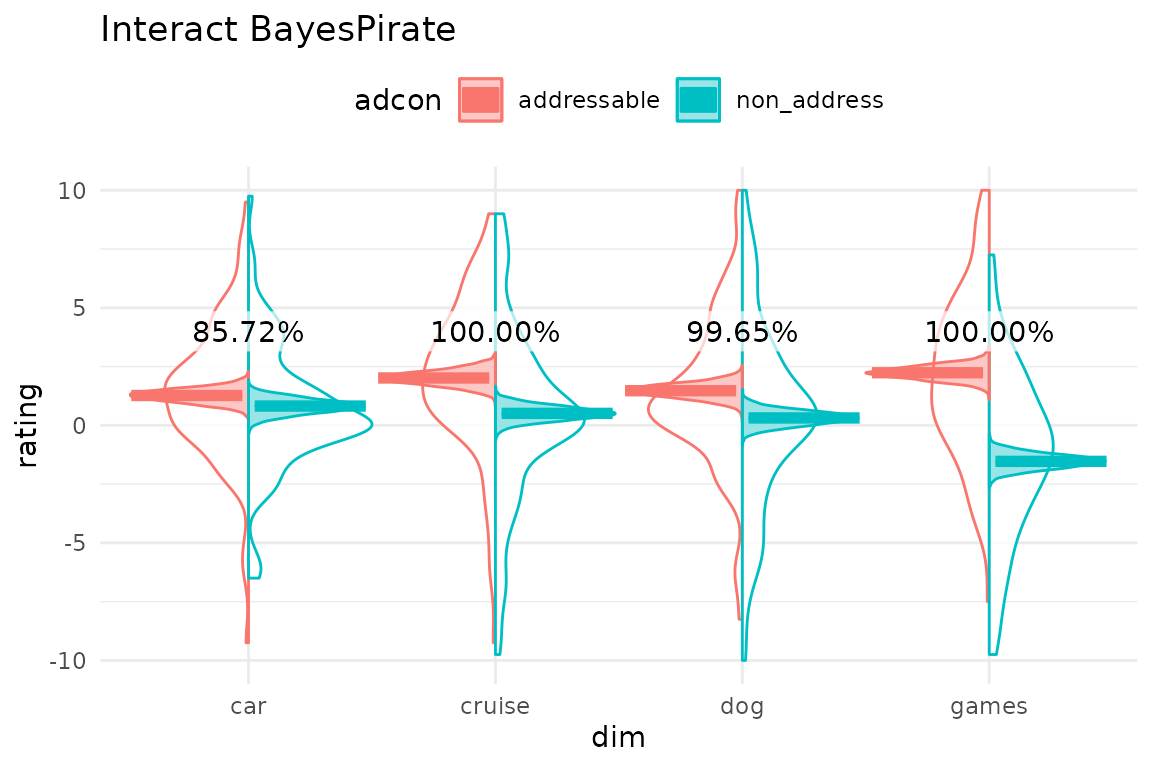 Interact BayesPirate
adcon addressable non_address
10
5
0
-5
-10
rating
85.72% 100.00% 99.65% 100.00%
car cruise dog games
dim